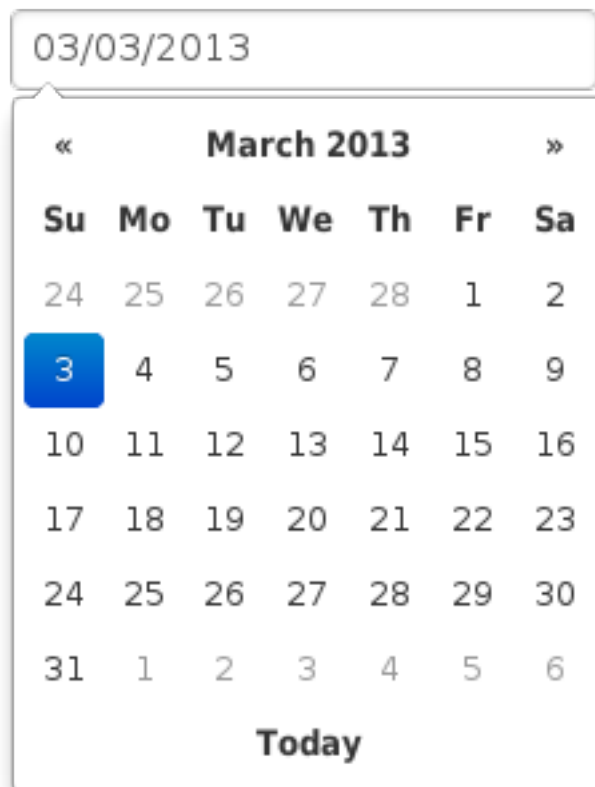 03/03/2013
« March 2013 »
Su Mo Tu We Th Fr Sa
24 25 26 27 28 1 2
3 4 5 6 7 8 9
10 11 12 13 14 15 16
17 18 19 20 21 22 23
24 25 26 27 28 29 30
31 1 2 3 4 5 6
Today